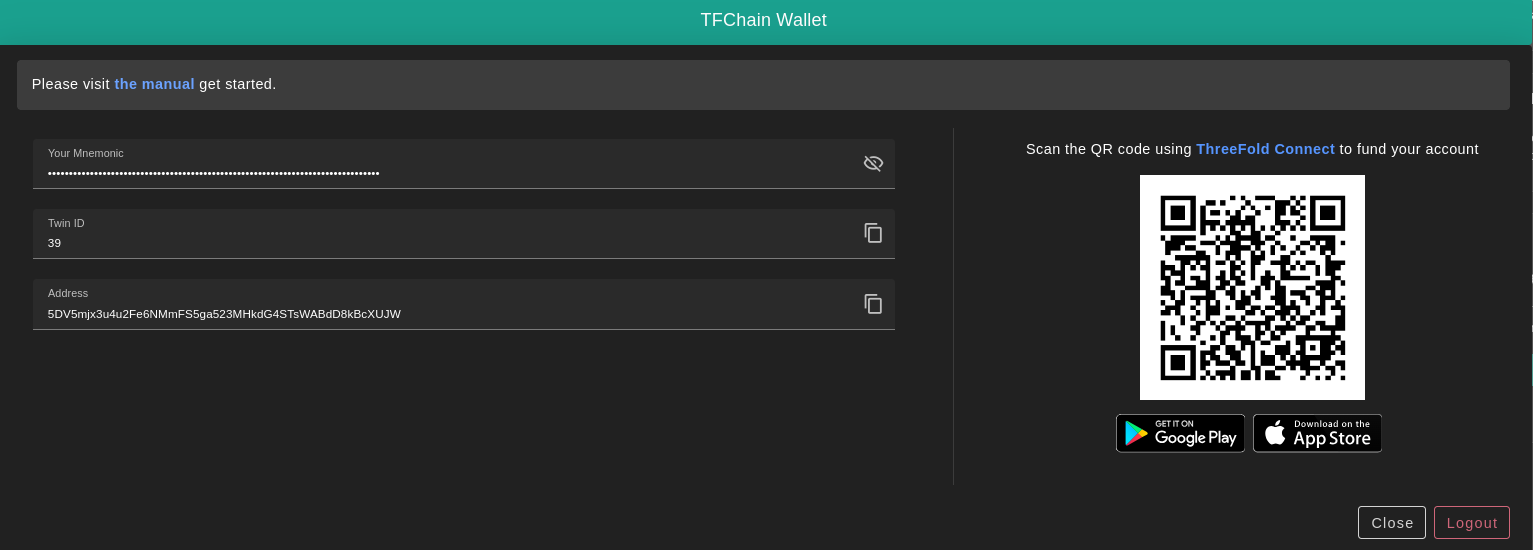 TFChain Wallet
Please visit the manual get started.
Your Mnemonic
••••••••••••••••••••••••••••••••••••••••••••••••••••••••••••••••••••••••••••••••
Twin ID
39
Address
5DV5mjx3u4u2Fe6NMmFS5ga523MHkdG4STsWABdD8kBcXUJW
Scan the QR code using ThreeFold Connect to fund your account
GET IT ON
Google Play
Download on the
App Store
Close
Logout